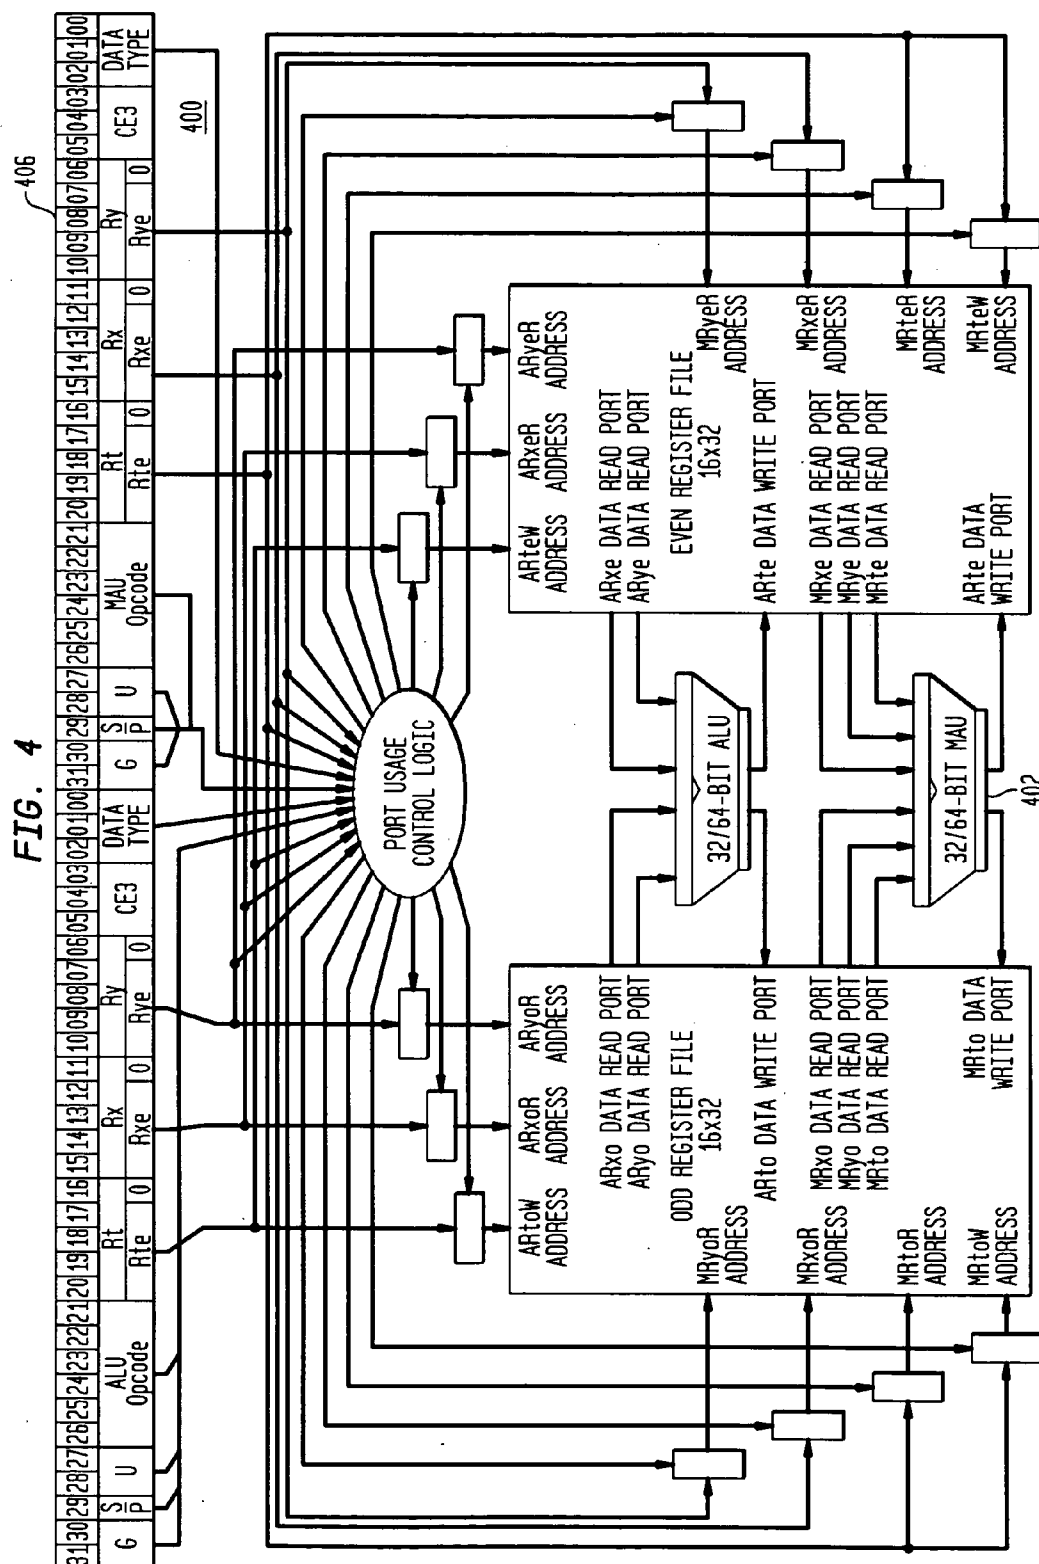 FIG. 4
406
31 30 29 28 27 26 25 24 23 22 21 20 19 18 17 16 15 14 13 12 11 10 09 08 07 06 05 04 03 02 01 00 31 30 29 28 27 26 25 24 23 22 21 20 19 18 17 16 15 14 13 12 11 10 09 08 07 06 05 04 03 02 01 00
G
S/P
U
ALU
Opcode
Rt
Rte 0
Rx
Rxe 0
Ry
Rye 0
CE3
DATA
TYPE
G
S/P
U
MAU
Opcode
Rt
Rte 0
Rx
Rxe 0
Ry
Rye 0
CE3
DATA
TYPE
400
PORT USAGE
CONTROL LOGIC
ARtoW
ADDRESS
ARxoR
ADDRESS
ARyoR
ADDRESS
ARxo DATA READ PORT
ARyo DATA READ PORT
ODD REGISTER FILE
16x32
MRyoR
ADDRESS
ARto DATA WRITE PORT
MRxoR
ADDRESS
MRxo DATA READ PORT
MRyo DATA READ PORT
MRto DATA READ PORT
MRtoR
ADDRESS
MRtoW
ADDRESS
MRto DATA
WRITE PORT
32/64-BIT ALU
32/64-BIT MAU
402
ARteW
ADDRESS
ARxeR
ADDRESS
ARyeR
ADDRESS
ARxe DATA READ PORT
ARye DATA READ PORT
EVEN REGISTER FILE
16x32
MRyeR
ADDRESS
ARte DATA WRITE PORT
MRxeR
ADDRESS
MRxe DATA READ PORT
MRye DATA READ PORT
MRte DATA READ PORT
MRteR
ADDRESS
ARte DATA
WRITE PORT
MRteW
ADDRESS